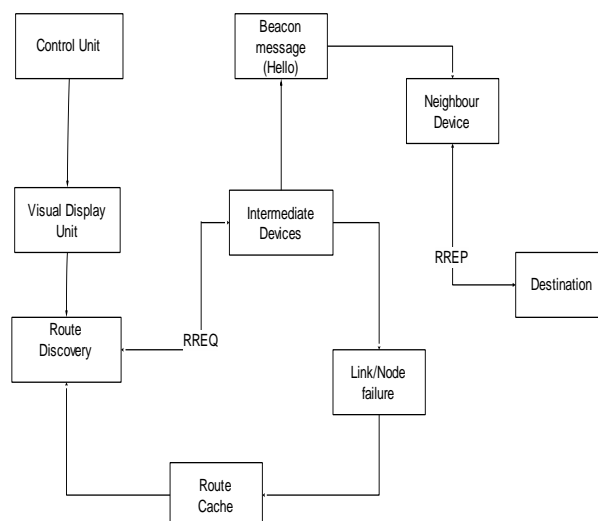 Control Unit
Beacon
message
(Hello)
Neighbour
Device
Visual Display
Unit
Intermediate
Devices
RREP
Destination
Route
Discovery
RREQ
Link/Node
failure
Route
Cache